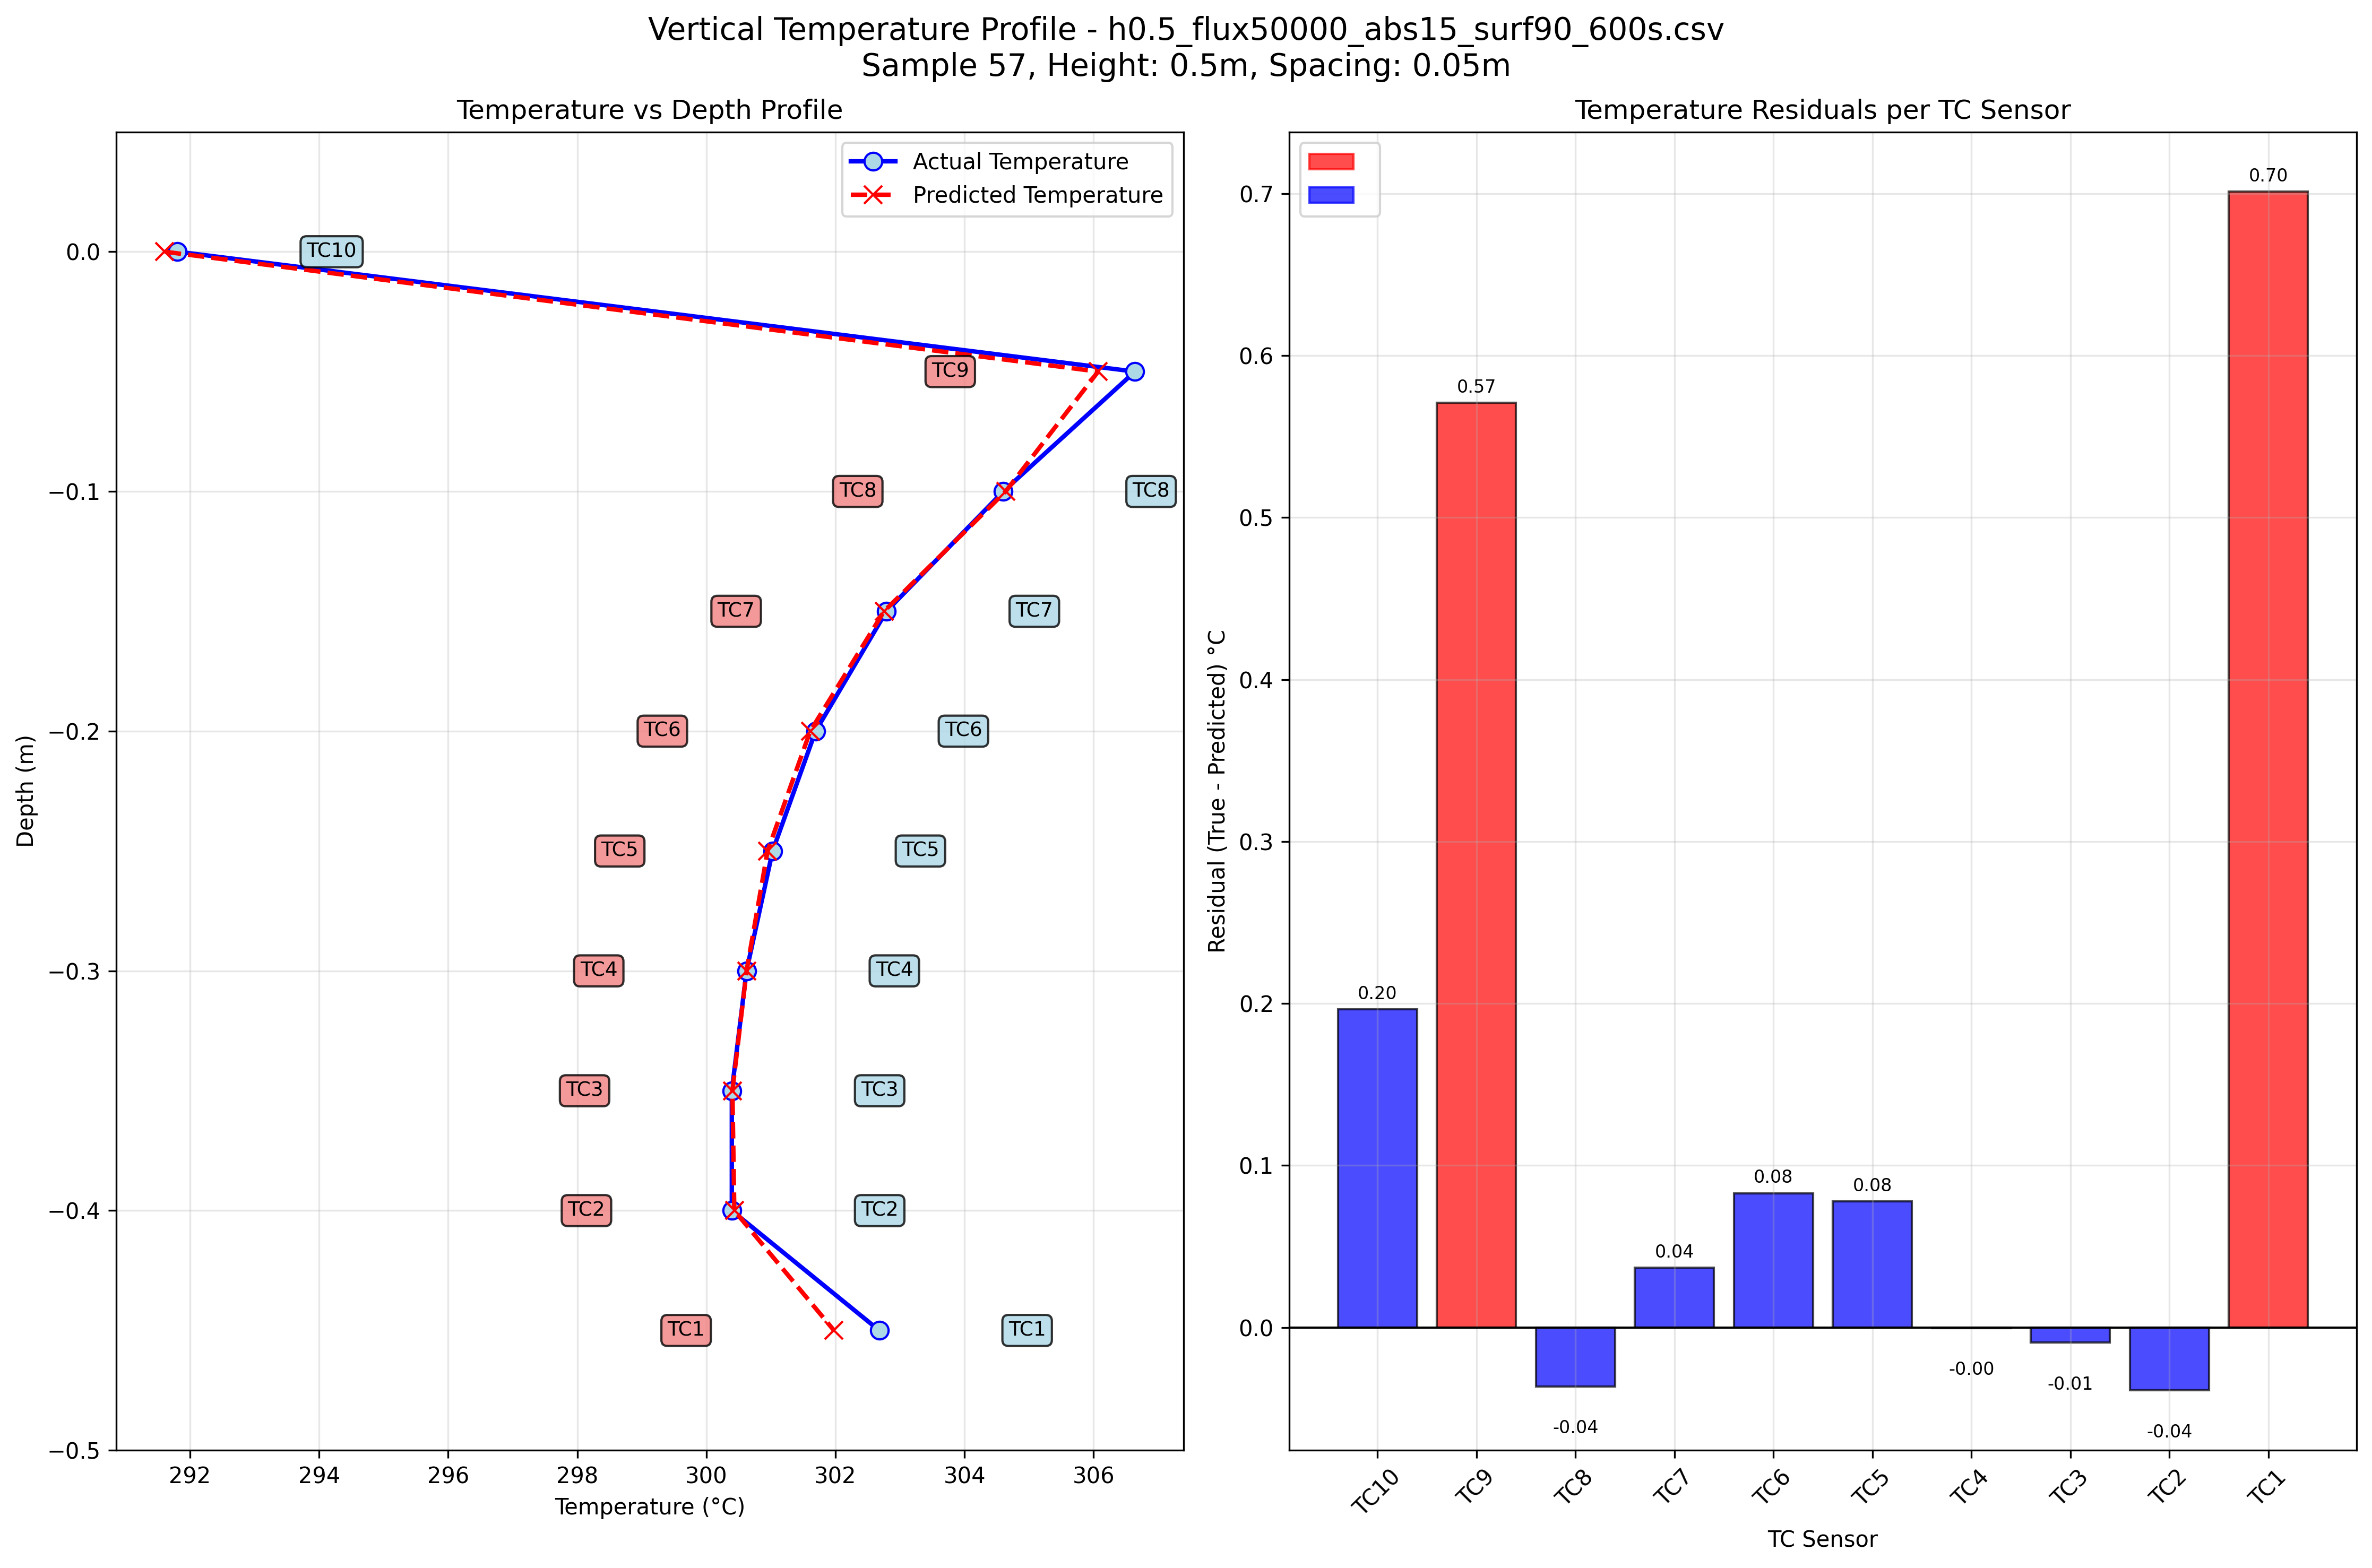 Vertical Temperature Profile - h0.5_flux50000_abs15_surf90_600s.csv
Sample 57, Height: 0.5m, Spacing: 0.05m
Temperature vs Depth Profile
Actual Temperature
Predicted Temperature
TC10
TC9
TC8
TC8
TC7
TC7
TC6
TC6
TC5
TC5
TC4
TC4
TC3
TC3
TC2
TC2
TC1
TC1
0.0
−0.1
−0.2
−0.3
−0.4
−0.5
Depth (m)
292
294
296
298
300
302
304
306
Temperature (°C)
Temperature Residuals per TC Sensor
0.7
0.6
0.5
0.4
0.3
0.2
0.1
0.0
Residual (True - Predicted) °C
0.20
0.57
-0.04
0.04
0.08
0.08
-0.00
-0.01
-0.04
0.70
TC10
TC9
TC8
TC7
TC6
TC5
TC4
TC3
TC2
TC1
TC Sensor